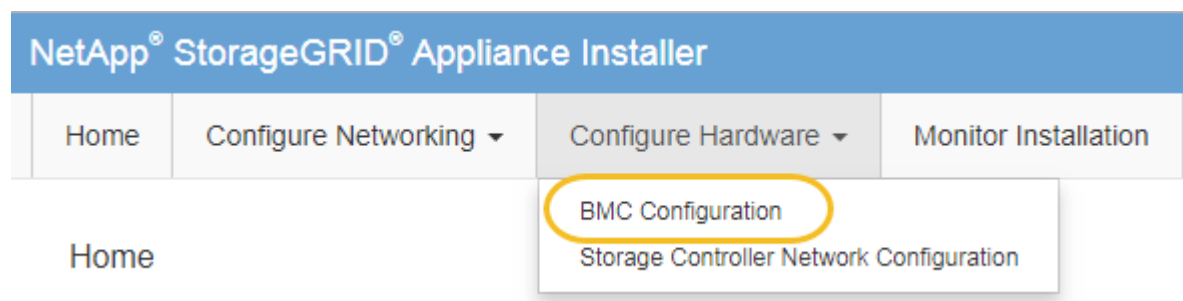 NetApp® StorageGRID® Appliance Installer
Home Configure Networking Configure Hardware Monitor Installation
BMC Configuration
Home
Storage Controller Network Configuration